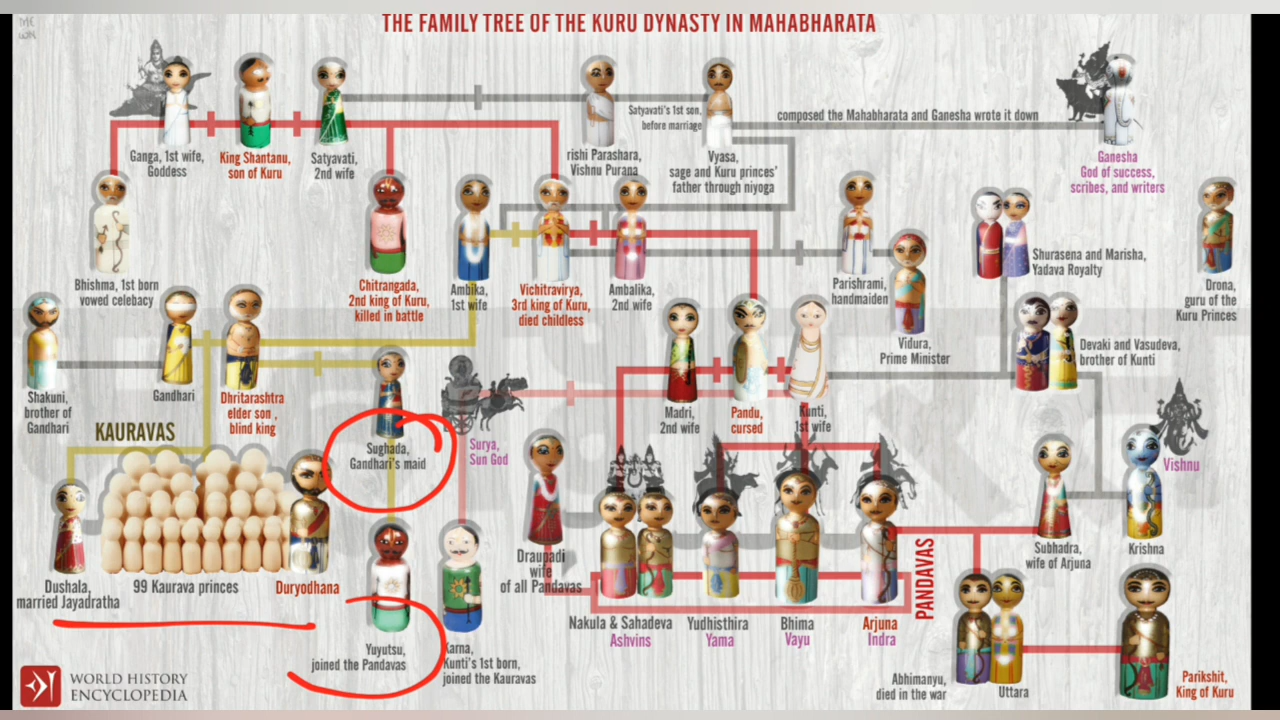 THE FAMILY TREE OF THE KURU DYNASTY IN MAHABHARATA
Ganga, 1st wife,
Goddess
King Shantanu,
son of Kuru
Satyavati,
2nd wife
rishi Parashara,
Vishnu Purana
Satyavati's 1st son,
before marriage
Vyasa,
sage and Kuru princes'
father through niyoga
composed the Mahabharata and Ganesha wrote it down
Ganesha
God of success,
scribes, and writers
Bhishma, 1st born
vowed celebacy
Chitrangada,
2nd king of Kuru,
killed in battle
Ambika,
1st wife
Vichitravirya,
3rd king of Kuru,
died childless
Ambalika,
2nd wife
Parishrami,
handmaiden
Vidura,
Prime Minister
Shurasena and Marisha,
Yadava Royalty
Drona,
guru of the
Kuru Princes
Shakuni,
brother of
Gandhari
Gandhari
Dhritarashtra
elder son ,
blind king
Sughada,
Gandhari's maid
Surya,
Sun God
Madri,
2nd wife
Pandu,
cursed
Kunti,
1st wife
Devaki and Vasudeva,
brother of Kunti
Vishnu
KAURAVAS
Dushala,
married Jayadratha
99 Kaurava princes
Duryodhana
Yuyutsu,
joined the Pandavas
Karna,
Kunti's 1st born,
joined the Kauravas
Draupadi
wife
of all Pandavas
Nakula & Sahadeva
Ashvins
Yudhisthira
Yama
Bhima
Vayu
Arjuna
Indra
PANDAVAS
Subhadra,
wife of Arjuna
Krishna
Abhimanyu,
died in the war
Uttara
Parikshit,
King of Kuru
WORLD HISTORY
ENCYCLOPEDIA